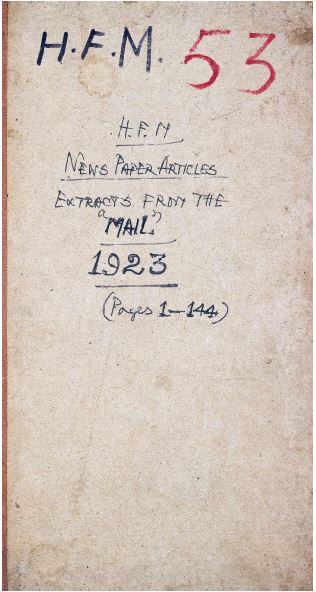 H.F.M. 53
H.F.M
NEWS PAPER ARTICLES
EXTRACTS FROM THE
"MAIL"
1923
(Pages 1-144)